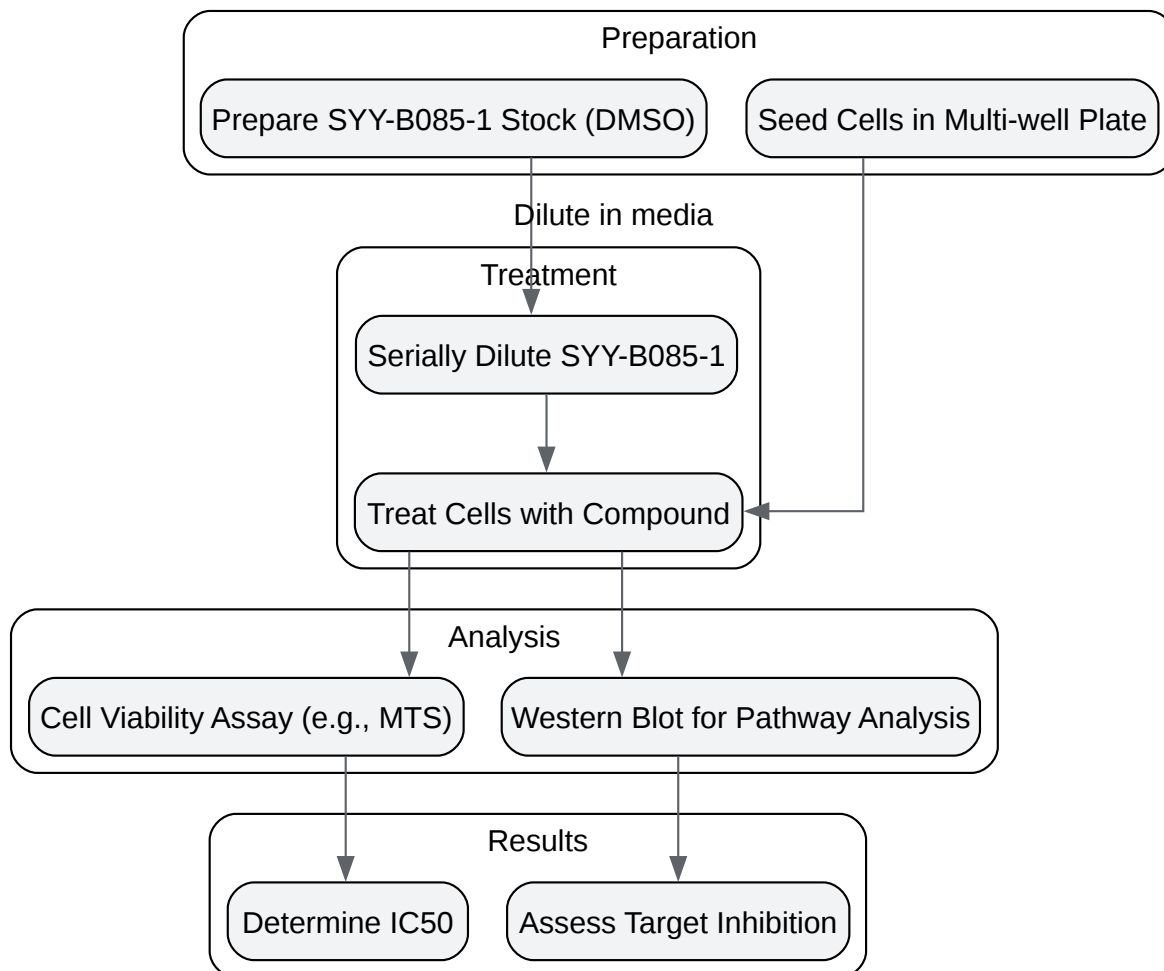 Preparation
Prepare SYY-B085-1 Stock (DMSO)
Seed Cells in Multi-well Plate
Dilute in media
Treatment
Serially Dilute SYY-B085-1
Treat Cells with Compound
Analysis
Cell Viability Assay (e.g., MTS)
Western Blot for Pathway Analysis
Results
Determine IC50
Assess Target Inhibition